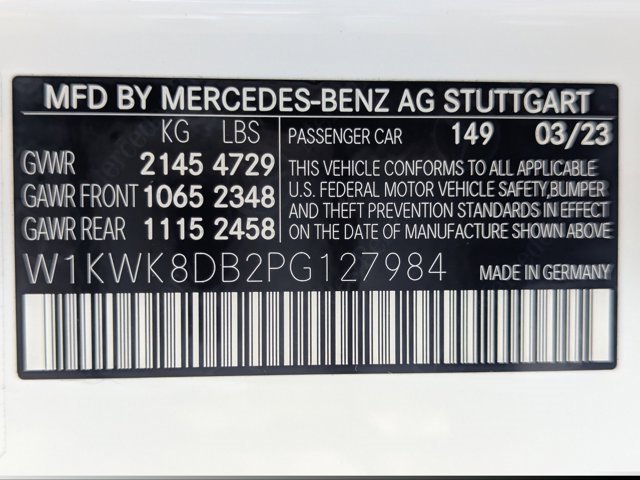 MFD BY MERCEDES-BENZ AG STUTTGART
KG LBS
GVWR 2145 4729
GAWR FRONT 1065 2348
GAWR REAR 1115 2458
PASSENGER CAR 149 03/23
THIS VEHICLE CONFORMS TO ALL APPLICABLE
U.S. FEDERAL MOTOR VEHICLE SAFETY,BUMPER
AND THEFT PREVENTION STANDARDS IN EFFECT
ON THE DATE OF MANUFACTURE SHOWN ABOVE.
W1KWK8DB2PG127984 MADE IN GERMANY